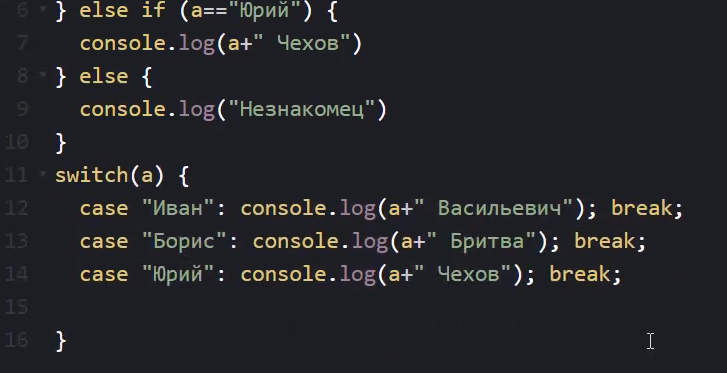 6 } else if (a=="Юрий") {
7 console.log(a+" Чехов")
8 } else {
9 console.log("Незнакомец")
10 }
11 switch(a) {
12 case "Иван": console.log(a+" Васильевич"); break;
13 case "Борис": console.log(a+" Бритва"); break;
14 case "Юрий": console.log(a+" Чехов"); break;
15
16 }